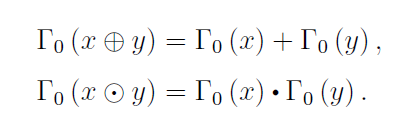 Γ₀ (x ⊕ y) = Γ₀ (x) + Γ₀ (y) ,
Γ₀ (x ⊙ y) = Γ₀ (x) • Γ₀ (y) .